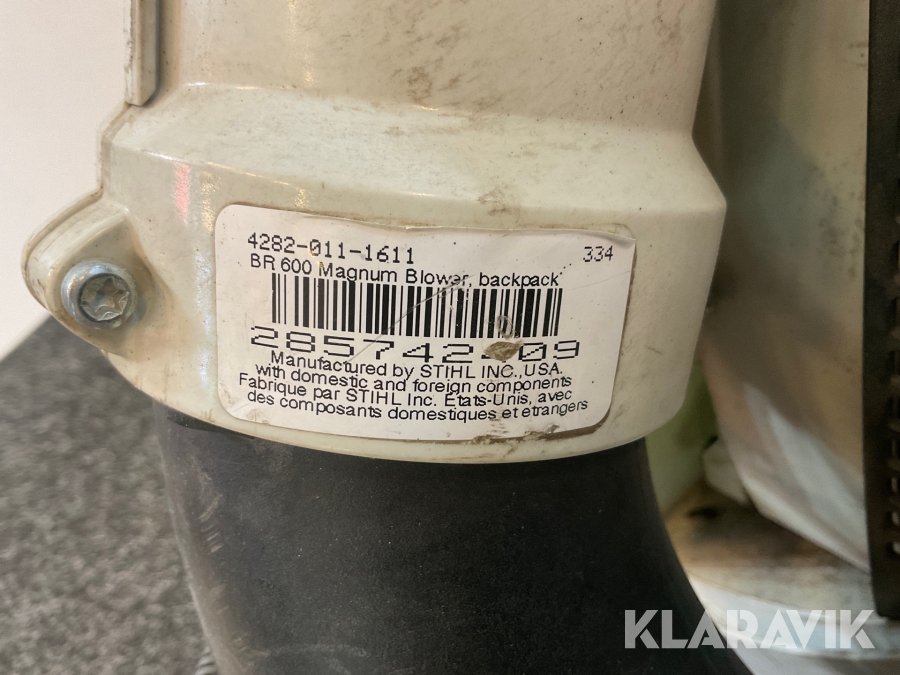 4282-011-1611 334
BR 600 Magnum Blower, backpack
Manufactured by STIHL INC., USA.
with domestic and foreign components
Fabrique par STIHL Inc. Etats-Unis, avec
des composants domestiques et etrangers
KLARAVIK